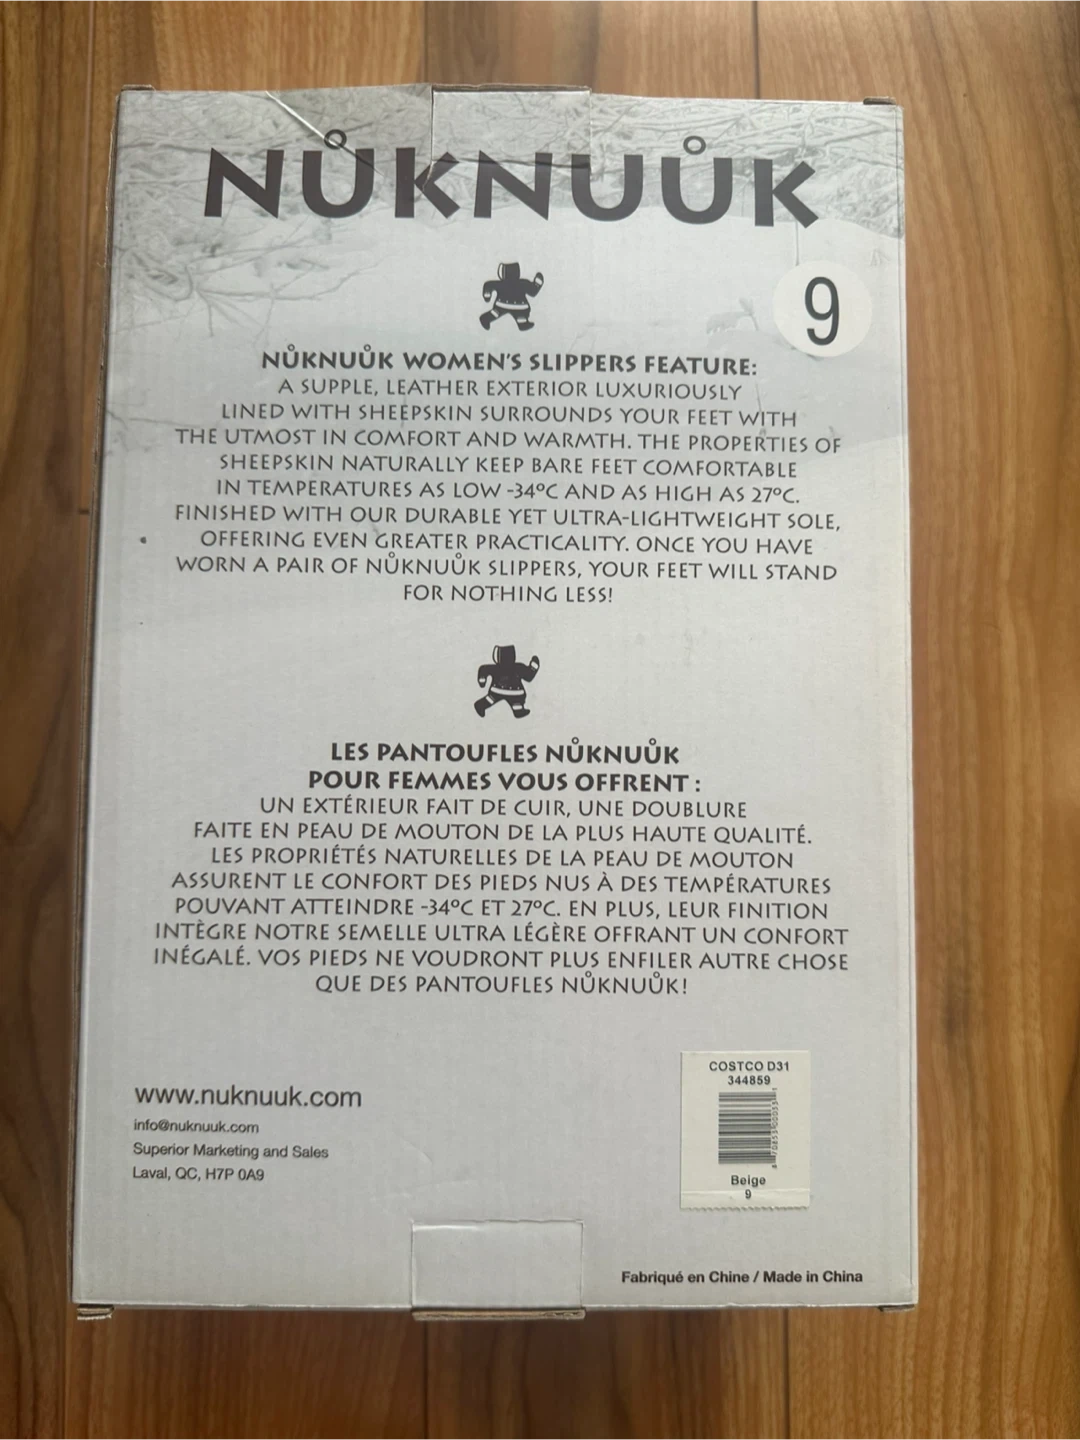 NŮKNUŮK
9
NŮKNUŮK WOMEN'S SLIPPERS FEATURE:
A SUPPLE, LEATHER EXTERIOR LUXURIOUSLY
LINED WITH SHEEPSKIN SURROUNDS YOUR FEET WITH
THE UTMOST IN COMFORT AND WARMTH. THE PROPERTIES OF
SHEEPSKIN NATURALLY KEEP BARE FEET COMFORTABLE
IN TEMPERATURES AS LOW -34ºC AND AS HIGH AS 27ºC.
FINISHED WITH OUR DURABLE YET ULTRA-LIGHTWEIGHT SOLE,
OFFERING EVEN GREATER PRACTICALITY. ONCE YOU HAVE
WORN A PAIR OF NŮKNUŮK SLIPPERS, YOUR FEET WILL STAND
FOR NOTHING LESS!
LES PANTOUFLES NŮKNUŮK
POUR FEMMES VOUS OFFRENT :
UN EXTÉRIEUR FAIT DE CUIR, UNE DOUBLURE
FAITE EN PEAU DE MOUTON DE LA PLUS HAUTE QUALITÉ.
LES PROPRIÉTÉS NATURELLES DE LA PEAU DE MOUTON
ASSURENT LE CONFORT DES PIEDS NUS À DES TEMPÉRATURES
POUVANT ATTEINDRE -34ºC ET 27ºC. EN PLUS, LEUR FINITION
INTÈGRE NOTRE SEMELLE ULTRA LÉGÈRE OFFRANT UN CONFORT
INÉGALÉ. VOS PIEDS NE VOUDRONT PLUS ENFILER AUTRE CHOSE
QUE DES PANTOUFLES NŮKNUŮK!
www.nuknuuk.com
info@nuknuuk.com
Superior Marketing and Sales
Laval, QC, H7P 0A9
COSTCO D31
344859
Beige
9
Fabriqué en Chine / Made in China